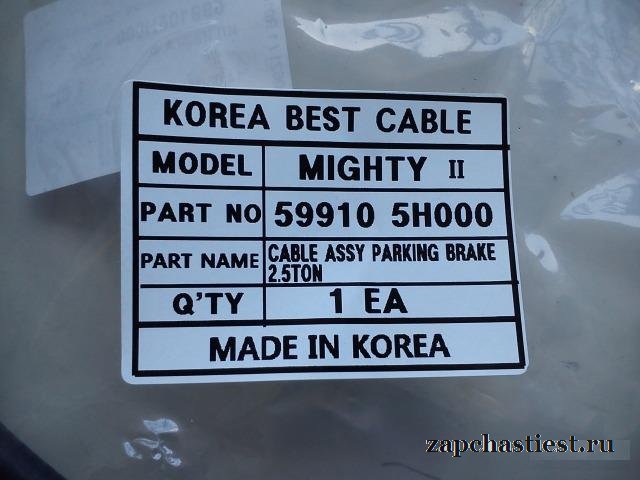 KOREA BEST CABLE
MODEL MIGHTY II
PART NO 59910 5H000
PART NAME CABLE ASSY PARKING BRAKE
2.5TON
Q'TY 1 EA
MADE IN KOREA
zapchastiest.ru